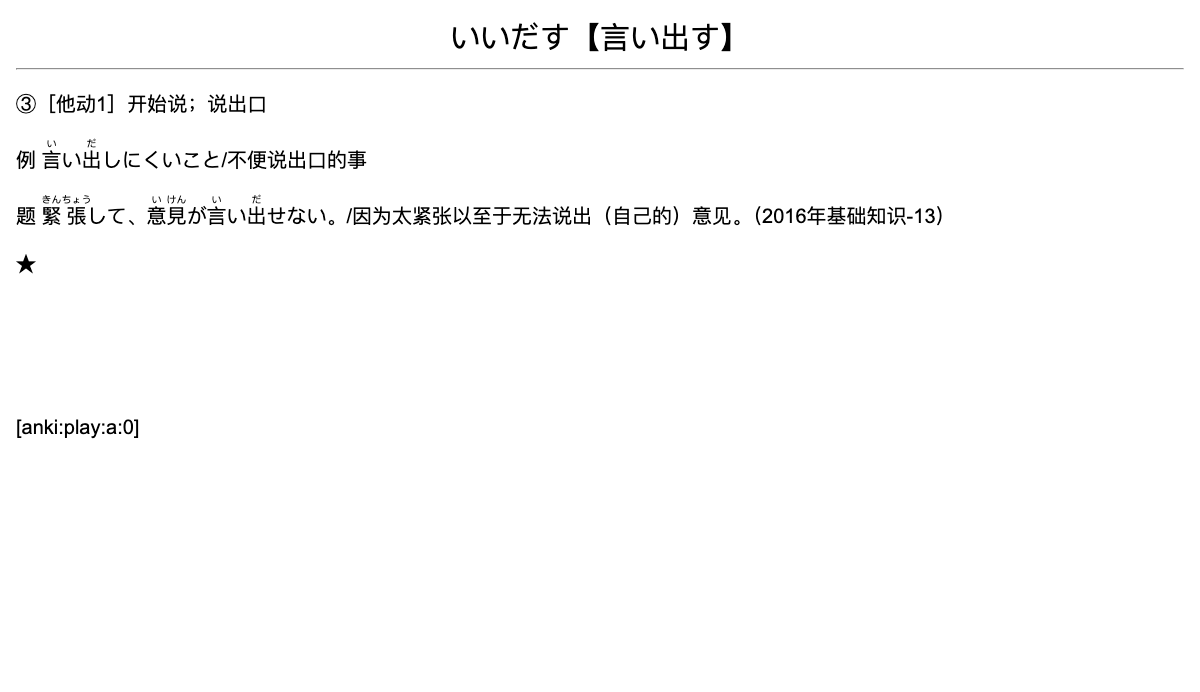 いいだす【言い出す】
③［他动1］开始说；说出口
例 言い出しにくいこと/不便说出口的事
题 緊張して、意見が言い出せない。/因为太紧张以至于无法说出（自己的）意见。（2016年基础知识-13）
★
[anki:play:a:0]